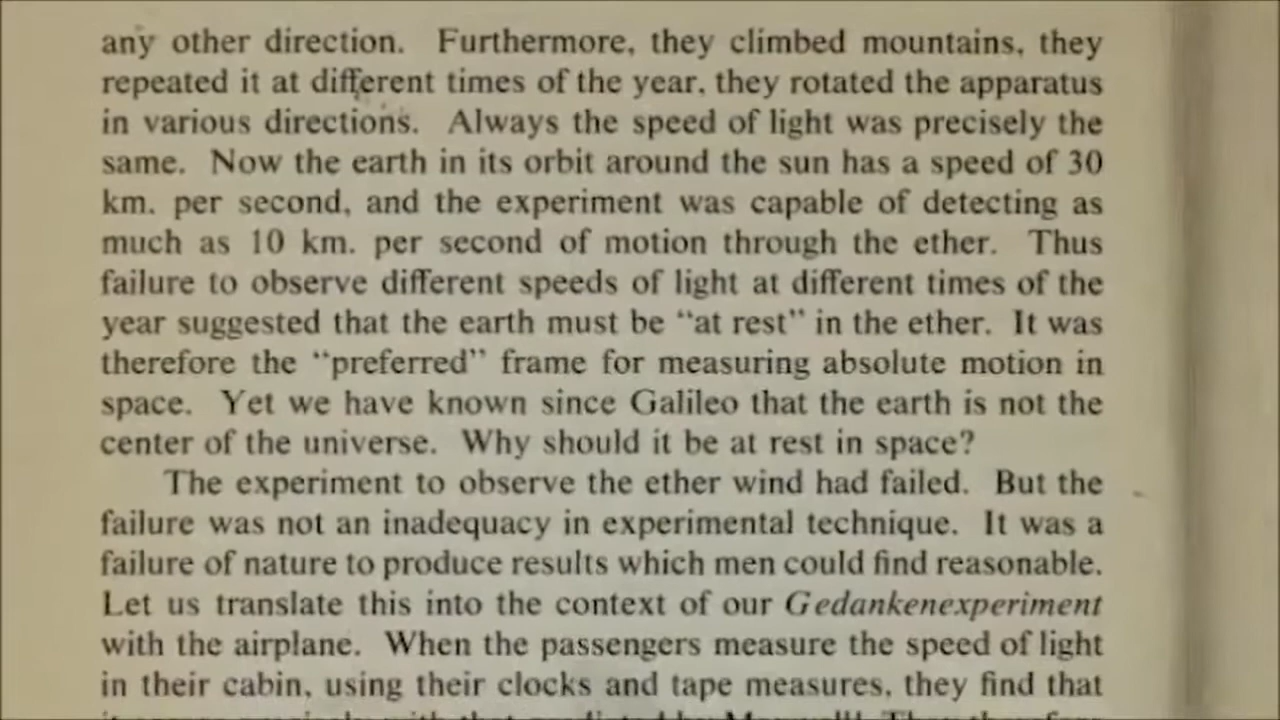 any other direction. Furthermore, they climbed mountains, they
repeated it at different times of the year, they rotated the apparatus
in various directions. Always the speed of light was precisely the
same. Now the earth in its orbit around the sun has a speed of 30
km. per second, and the experiment was capable of detecting as
much as 10 km. per second of motion through the ether. Thus
failure to observe different speeds of light at different times of the
year suggested that the earth must be “at rest” in the ether. It was
therefore the “preferred” frame for measuring absolute motion in
space. Yet we have known since Galileo that the earth is not the
center of the universe. Why should it be at rest in space?
The experiment to observe the ether wind had failed. But the
failure was not an inadequacy in experimental technique. It was a
failure of nature to produce results which men could find reasonable.
Let us translate this into the context of our Gedankenexperiment
with the airplane. When the passengers measure the speed of light
in their cabin, using their clocks and tape measures, they find that